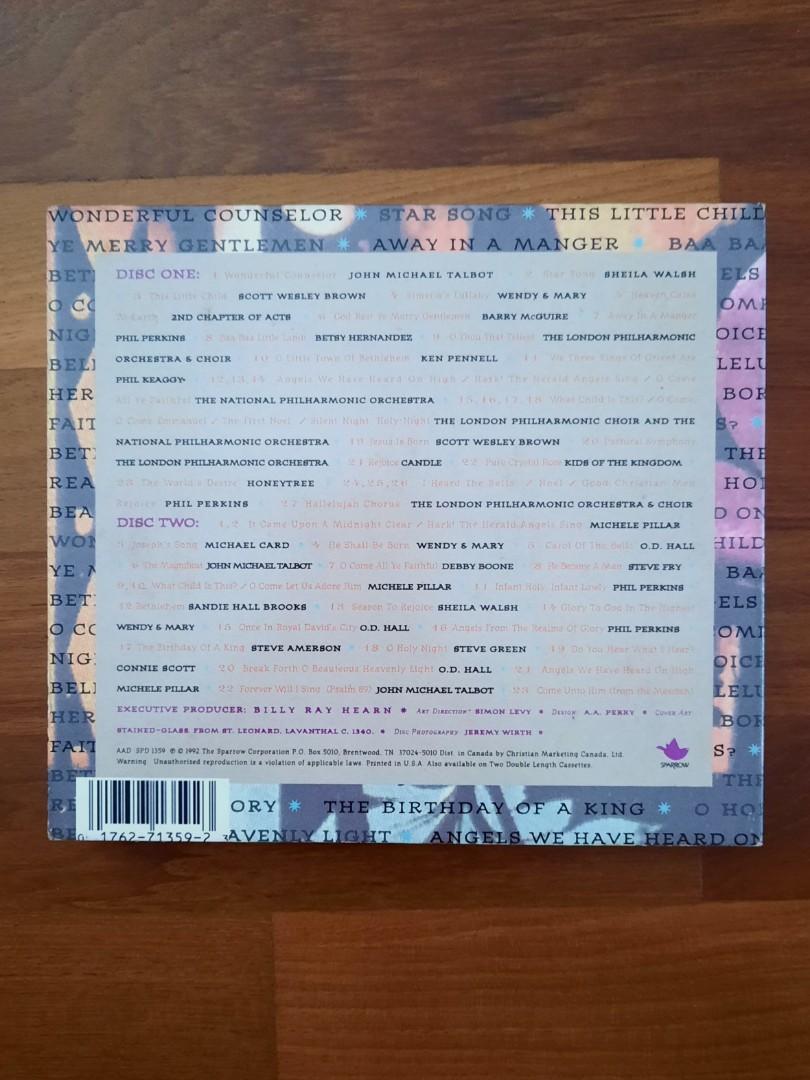 WONDERFUL COUNSELOR * STAR SONG * THIS LITTLE CHILD
YE MERRY GENTLEMEN * AWAY IN A MANGER * BAA BA
DISC ONE: 1 Wonderful Counselor JOHN MICHAEL TALBOT * 2 Star Song SHEILA WALSH
* 3 This Little Child SCOTT WESLEY BROWN * 4 Simeon's Lullaby WENDY & MARY * 5 Heaven Came
To Earth 2ND CHAPTER OF ACTS * 6 God Rest Ye Merry Gentlemen BARRY McGUIRE * 7 Away In A Manger
PHIL PERKINS * 8 Baa Baa Little Lamb BETSY HERNANDEZ * 9 O Thou That Tellest THE LONDON PHILHARMONIC
ORCHESTRA & CHOIR * 10 O Little Town Of Bethlehem KEN PENNELL * 11 We Three Kings Of Orient Are
PHIL KEAGGY * 12,13,14 Angels We Have Heard On High / Hark! The Herald Angels Sing / O Come
All Ye Faithful THE NATIONAL PHILHARMONIC ORCHESTRA * 15,16,17,18 What Child Is This? / O Come,
O Come Emmanuel / The First Noel / Silent Night Holy Night THE LONDON PHILHARMONIC CHOIR AND THE
NATIONAL PHILHARMONIC ORCHESTRA * 19 Jesus Is Born SCOTT WESLEY BROWN * 20 Pastoral Symphony
THE LONDON PHILHARMONIC ORCHESTRA * 21 Rejoice CANDLE * 22 Pure Crystal Rose KIDS OF THE KINGDOM *
23 The World's Desire HONEYTREE * 24,25,26 I Heard The Bells / Noel / Good Christian Men
Rejoice PHIL PERKINS * 27 Hallelujah Chorus THE LONDON PHILHARMONIC ORCHESTRA & CHOIR
DISC TWO: 1,2 It Came Upon A Midnight Clear / Hark! The Herald Angels Sing MICHELE PILLAR
* 3 Joseph's Song MICHAEL CARD * 4 He Shall Be Born WENDY & MARY * 5 Carol Of The Bells O.D. HALL
* 6 The Magnificat JOHN MICHAEL TALBOT * 7 O Come All Ye Faithful DEBBY BOONE * 8 He Became A Man STEVE FRY
9,10 What Child Is This? / O Come Let Us Adore Him MICHELE PILLAR * 11 Infant Holy, Infant Lowly PHIL PERKINS
12 Bethlehem SANDIE HALL BROOKS * 13 Season To Rejoice SHEILA WALSH * 14 Glory To God In The Highest
WENDY & MARY * 15 Once In Royal David's City O.D. HALL * 16 Angels From The Realms Of Glory PHIL PERKINS
* 17 The Birthday Of A King STEVE AMERSON * 18 O Holy Night STEVE GREEN * 19 Do You Hear What I Hear?
CONNIE SCOTT * 20 Break Forth O Beauteous Heavenly Light O.D. HALL * 21 Angels We Have Heard On High
MICHELE PILLAR * 22 Forever Will I Sing (Psalm 89) JOHN MICHAEL TALBOT * 23 Come Unto Him (from the Messiah)
EXECUTIVE PRODUCER: BILLY RAY HEARN * ART DIRECTION: SIMON LEVY * DESIGN: A.A. PERRY * COVER ART
STAINED-GLASS FROM ST. LEONARD, LAVANTHAL C. 1340. * DISC PHOTOGRAPHY JEREMY WIRTH *
AAD SPD 1359 ℗ © 1992 The Sparrow Corporation P.O. Box 5010, Brentwood, TN 37024-5010 Dist in Canada by Christian Marketing Canada, Ltd.
Warning Unauthorized reproduction is a violation of applicable laws. Printed in U.S.A. Also available on Two Double Length Cassettes.
SPARROW
ORY * THE BIRTHDAY OF A KING * O HO
AVENLY LIGHT * ANGELS WE HAVE HEARD ON
0 1762-71359-2 3